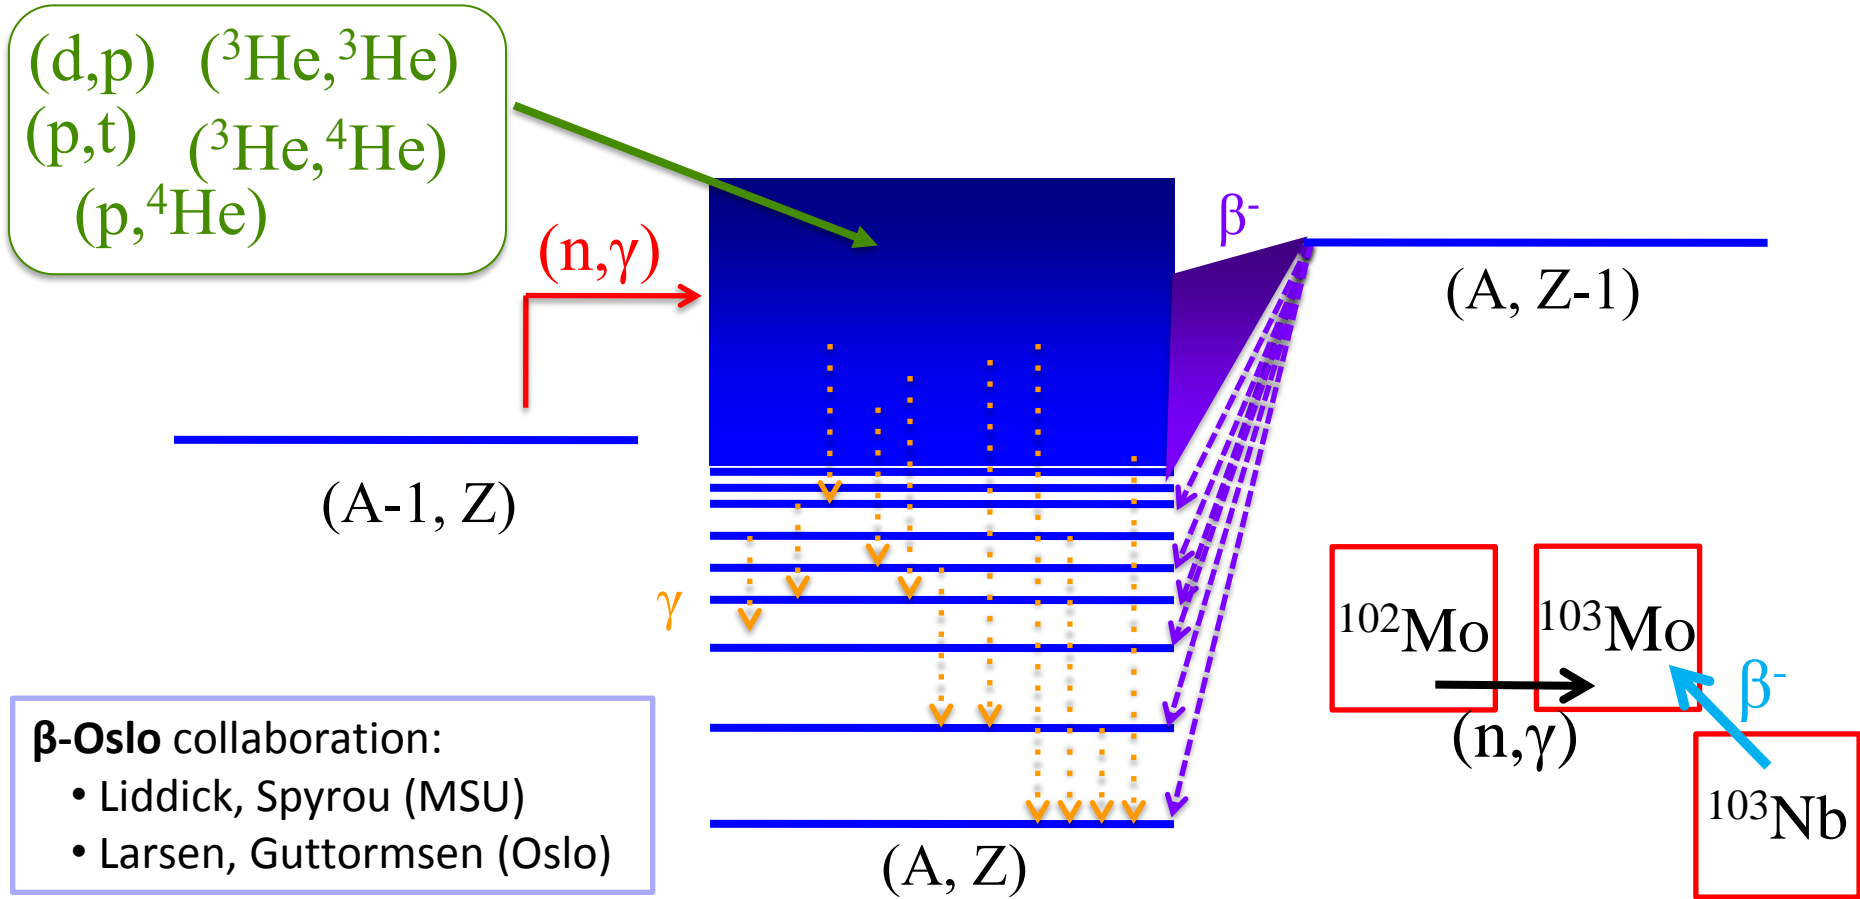 (d,p) (³He,³He)
(p,t) (³He,⁴He)
(p,⁴He)
(n,γ)
β⁻
(A, Z-1)
(A-1, Z)
γ
¹⁰²Mo ¹⁰³Mo
β⁻
(n,γ)
¹⁰³Nb
β-Oslo collaboration:
• Liddick, Spyrou (MSU)
• Larsen, Guttormsen (Oslo)
(A, Z)